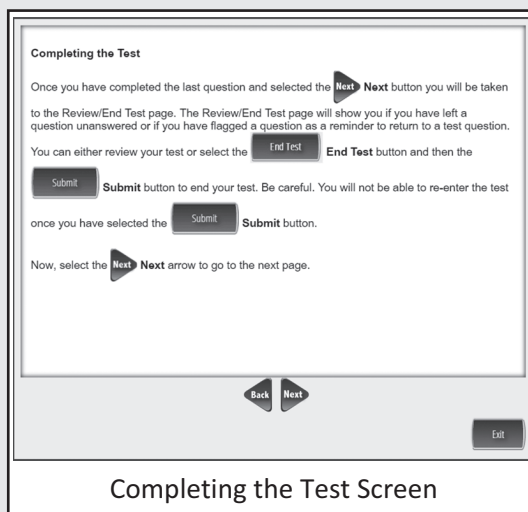 Completing the Test
Once you have completed the last question and selected the Next Next button you will be taken
to the Review/End Test page. The Review/End Test page will show you if you have left a
question unanswered or if you have flagged a question as a reminder to return to a test question.
You can either review your test or select the End Test End Test button and then the
Submit Submit button to end your test. Be careful. You will not be able to re-enter the test
once you have selected the Submit Submit button.
Now, select the Next Next arrow to go to the next page.
Back Next
Exit
Completing the Test Screen